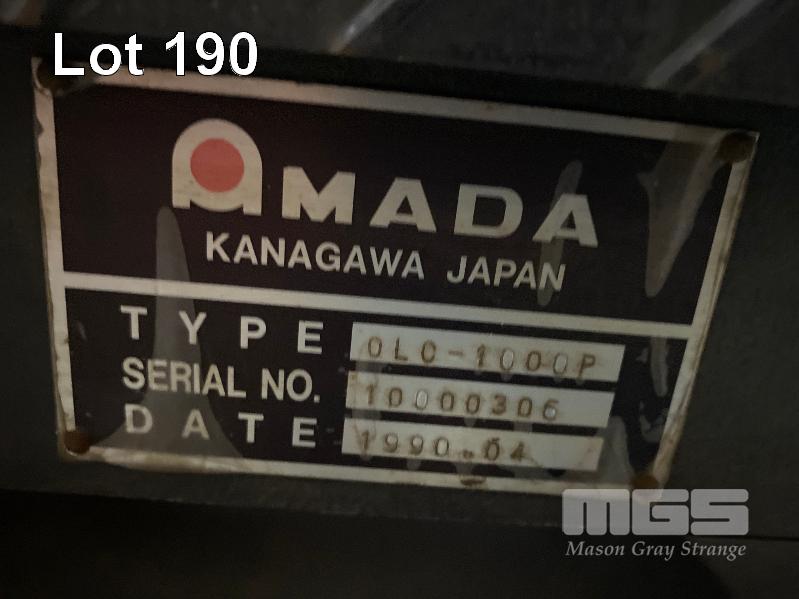 Lot 190
AMADA
KANAGAWA JAPAN
TYPE OLC-1000P
SERIAL NO. 10000306
DATE 1990.04
MGS
Mason Gray Strange